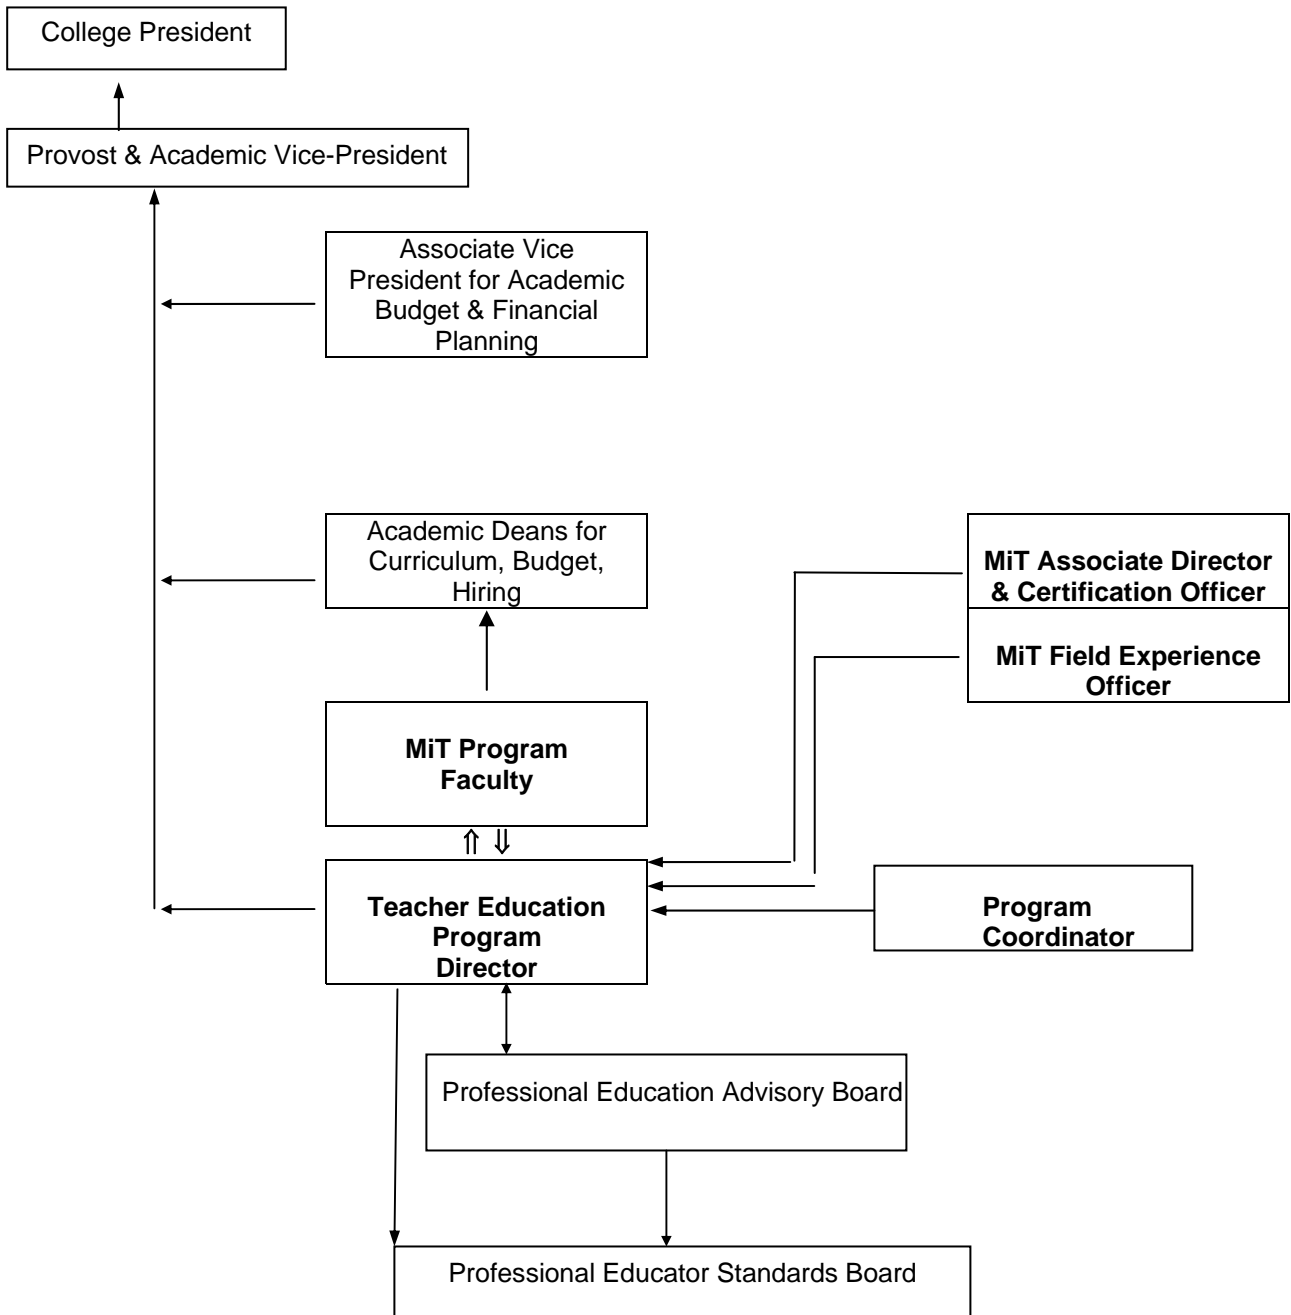 College President
Provost & Academic Vice-President
Associate Vice
President for Academic
Budget & Financial
Planning
Academic Deans for
Curriculum, Budget,
Hiring
MiT Associate Director
& Certification Officer
MiT Field Experience
Officer
MiT Program
Faculty
⇑ ⇓
Teacher Education
Program
Director
Program
Coordinator
Professional Education Advisory Board
Professional Educator Standards Board